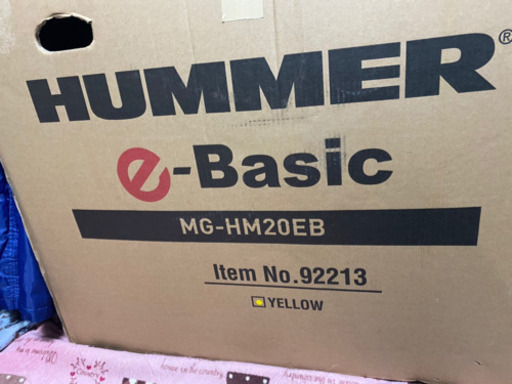 HUMMER®
e-Basic
MG-HM20EB
Item No.92213
YELLOW